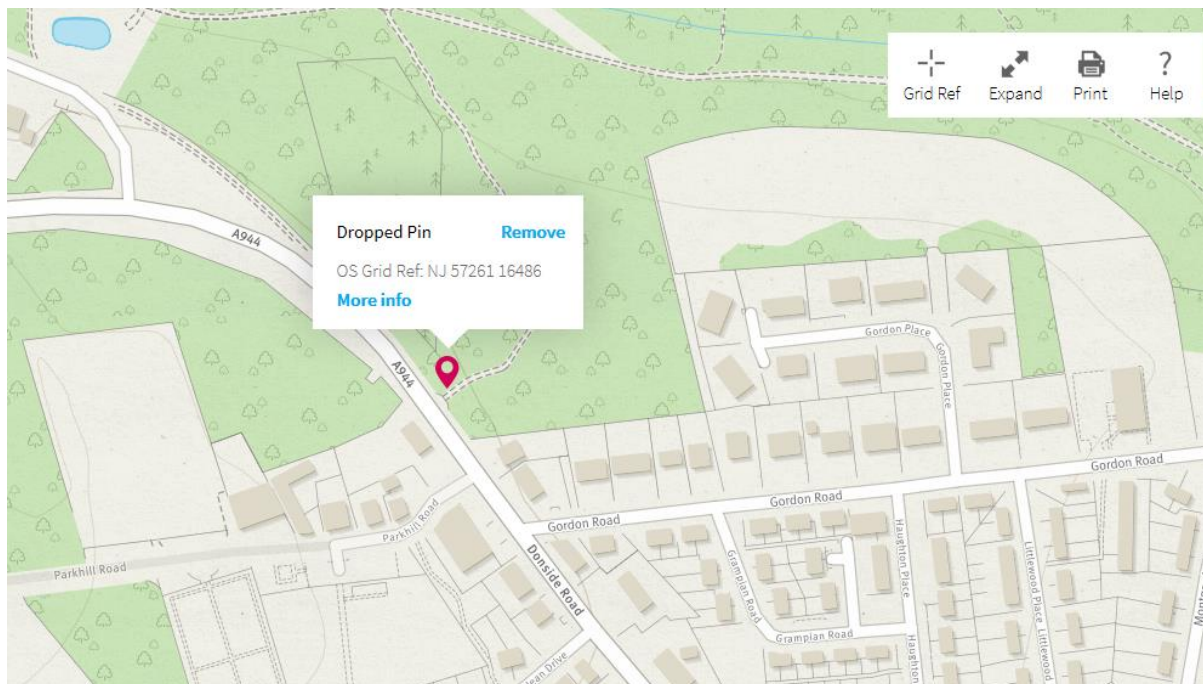 Grid Ref
Expand
Print
?
Help
Dropped Pin
Remove
OS Grid Ref: NJ 57261 16486
More info
A944
A944
Gordon Place
Gordon Place
Gordon Road
Gordon Road
Gordon Road
Parkhill Road
Parkhill Road
Donside Road
Grampian Road
Grampian Road
Haughton Place
Haughton
Littlewood Place
Littlewood